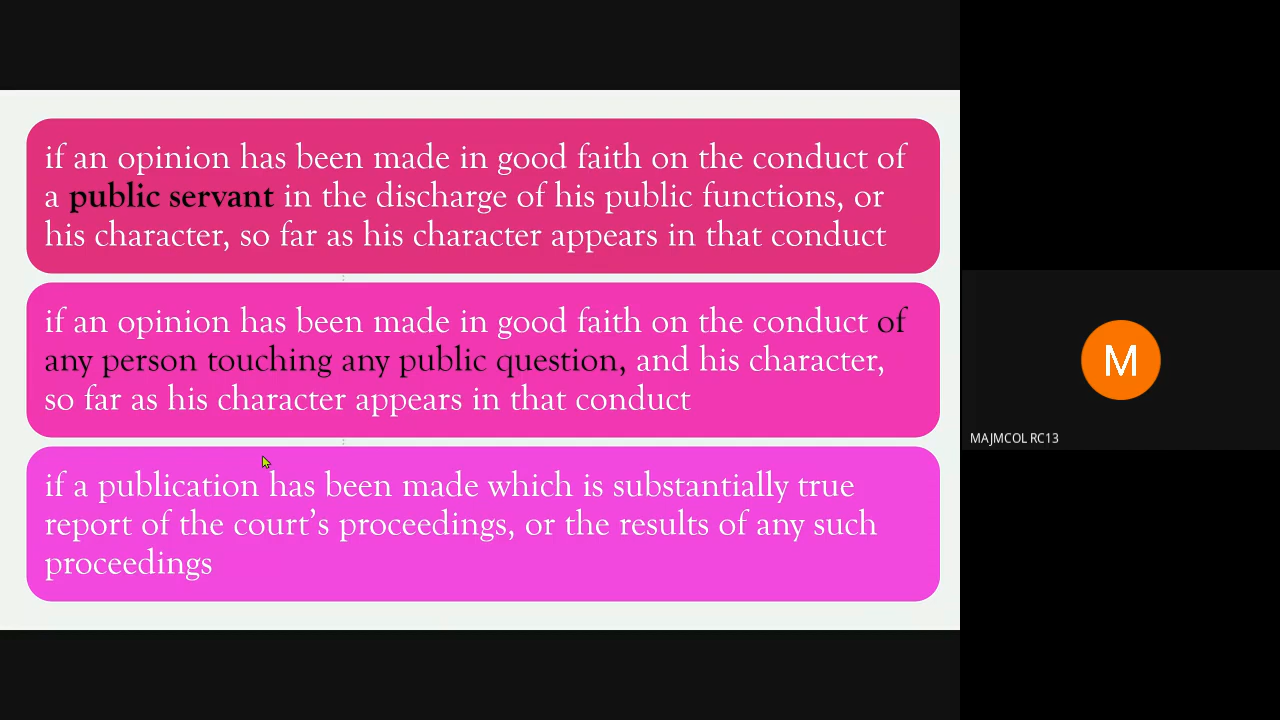 if an opinion has been made in good faith on the conduct of
a public servant in the discharge of his public functions, or
his character, so far as his character appears in that conduct
if an opinion has been made in good faith on the conduct of
any person touching any public question, and his character,
so far as his character appears in that conduct
if a publication has been made which is substantially true
report of the court’s proceedings, or the results of any such
proceedings
M
MAJMCOL RC13